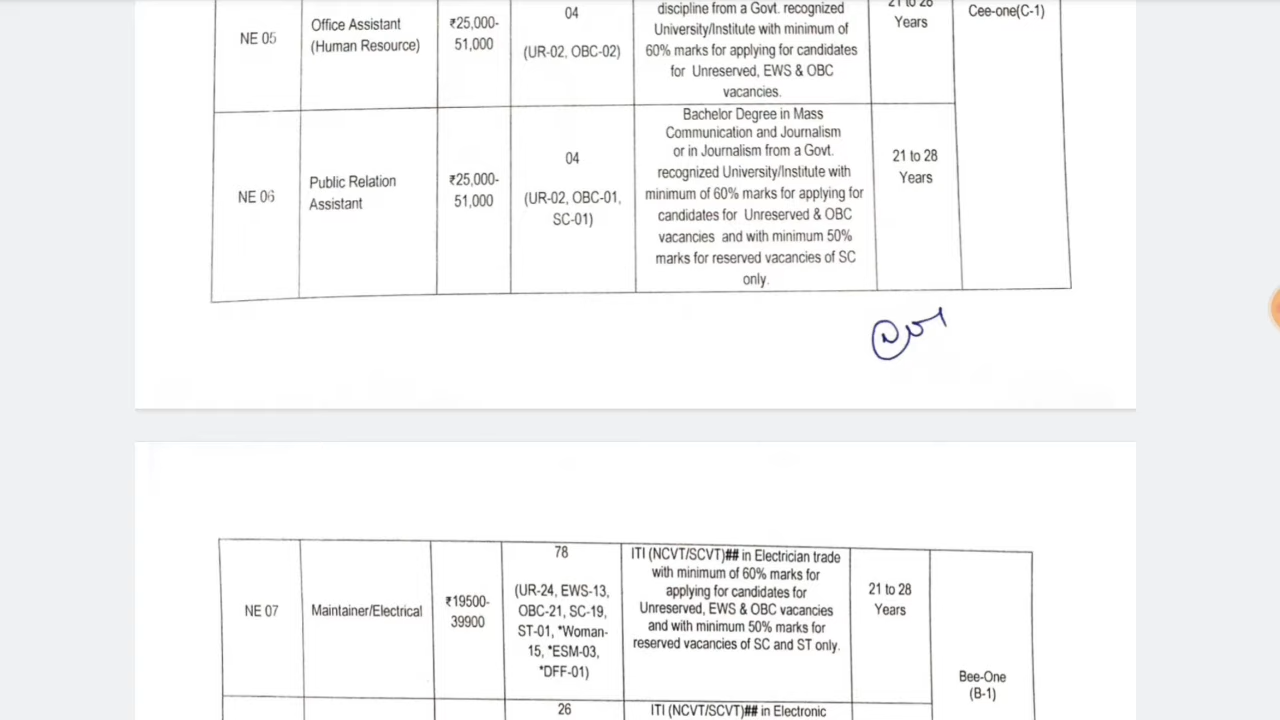 NE 05
Office Assistant
(Human Resource)
₹25,000-
51,000
04
(UR-02, OBC-02)
discipline from a Govt. recognized
University/Institute with minimum of
60% marks for applying for candidates
for Unreserved, EWS & OBC
vacancies.
21 to 28
Years
Cee-one(C-1)
NE 06
Public Relation
Assistant
₹25,000-
51,000
04
(UR-02, OBC-01,
SC-01)
Bachelor Degree in Mass
Communication and Journalism
or in Journalism from a Govt.
recognized University/Institute with
minimum of 60% marks for applying for
candidates for Unreserved & OBC
vacancies and with minimum 50%
marks for reserved vacancies of SC
only.
21 to 28
Years
NE 07
Maintainer/Electrical
₹19500-
39900
78
(UR-24, EWS-13,
OBC-21, SC-19,
ST-01, *Woman-
15, *ESM-03,
*DFF-01)
ITI (NCVT/SCVT)## in Electrician trade
with minimum of 60% marks for
applying for candidates for
Unreserved, EWS & OBC vacancies
and with minimum 50% marks for
reserved vacancies of SC and ST only.
21 to 28
Years
Bee-One
(B-1)
26
ITI (NCVT/SCVT)## in Electronic